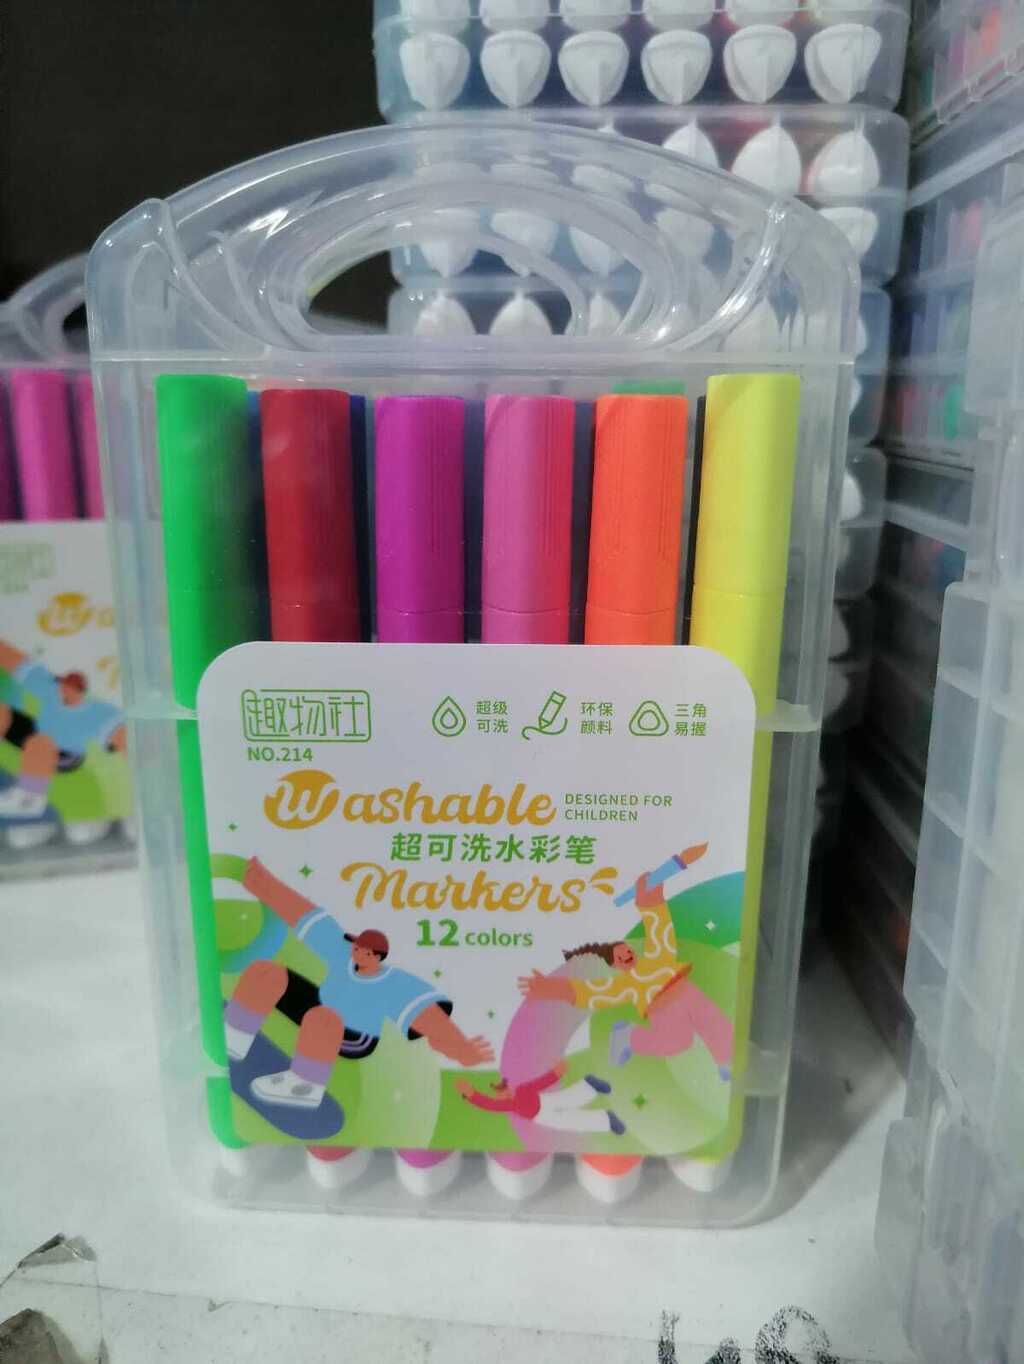 趣物社
NO.214
超级
可洗
环保
颜料
三角
易握
Washable
DESIGNED FOR
CHILDREN
超可洗水彩笔
Markers
12 colors